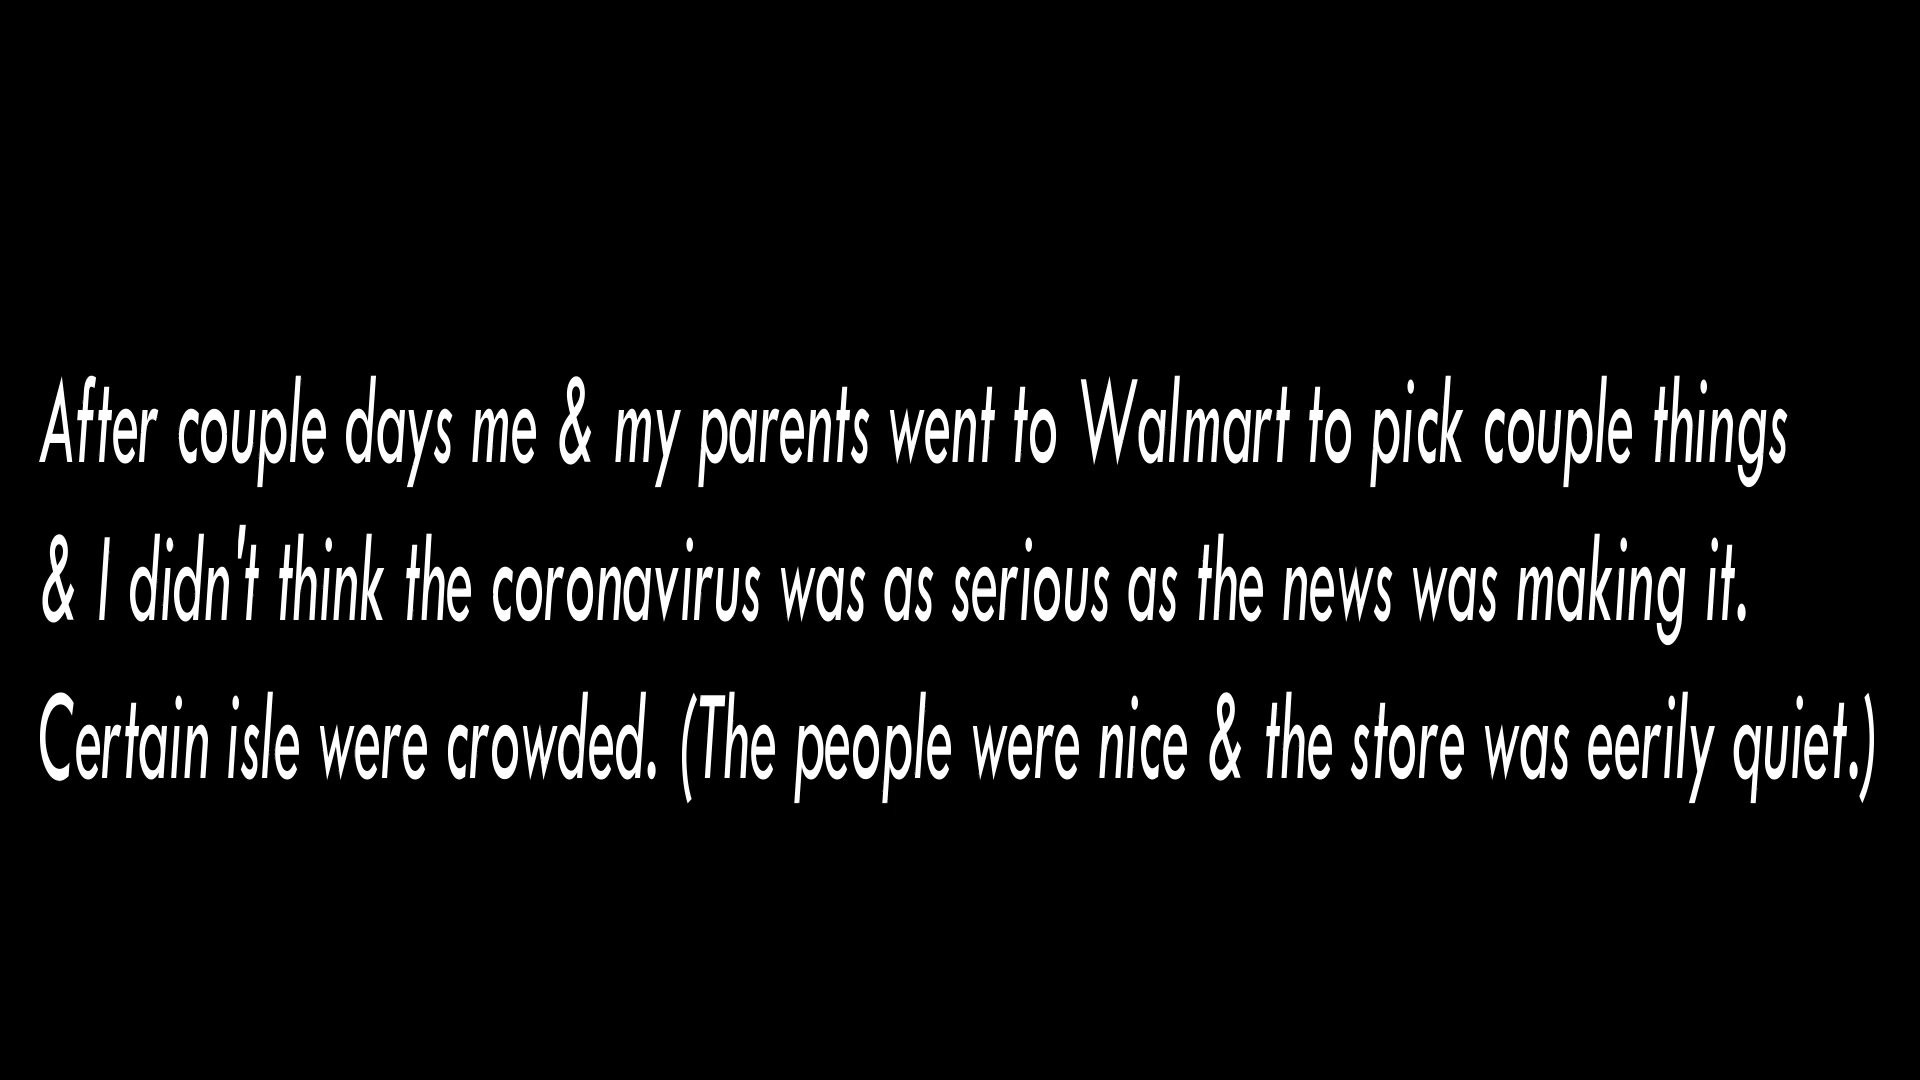 After couple days me & my parents went to Walmart to pick couple things
& I didn't think the coronavirus was as serious as the news was making it.
Certain isle were crowded. (The people were nice & the store was eerily quiet.)